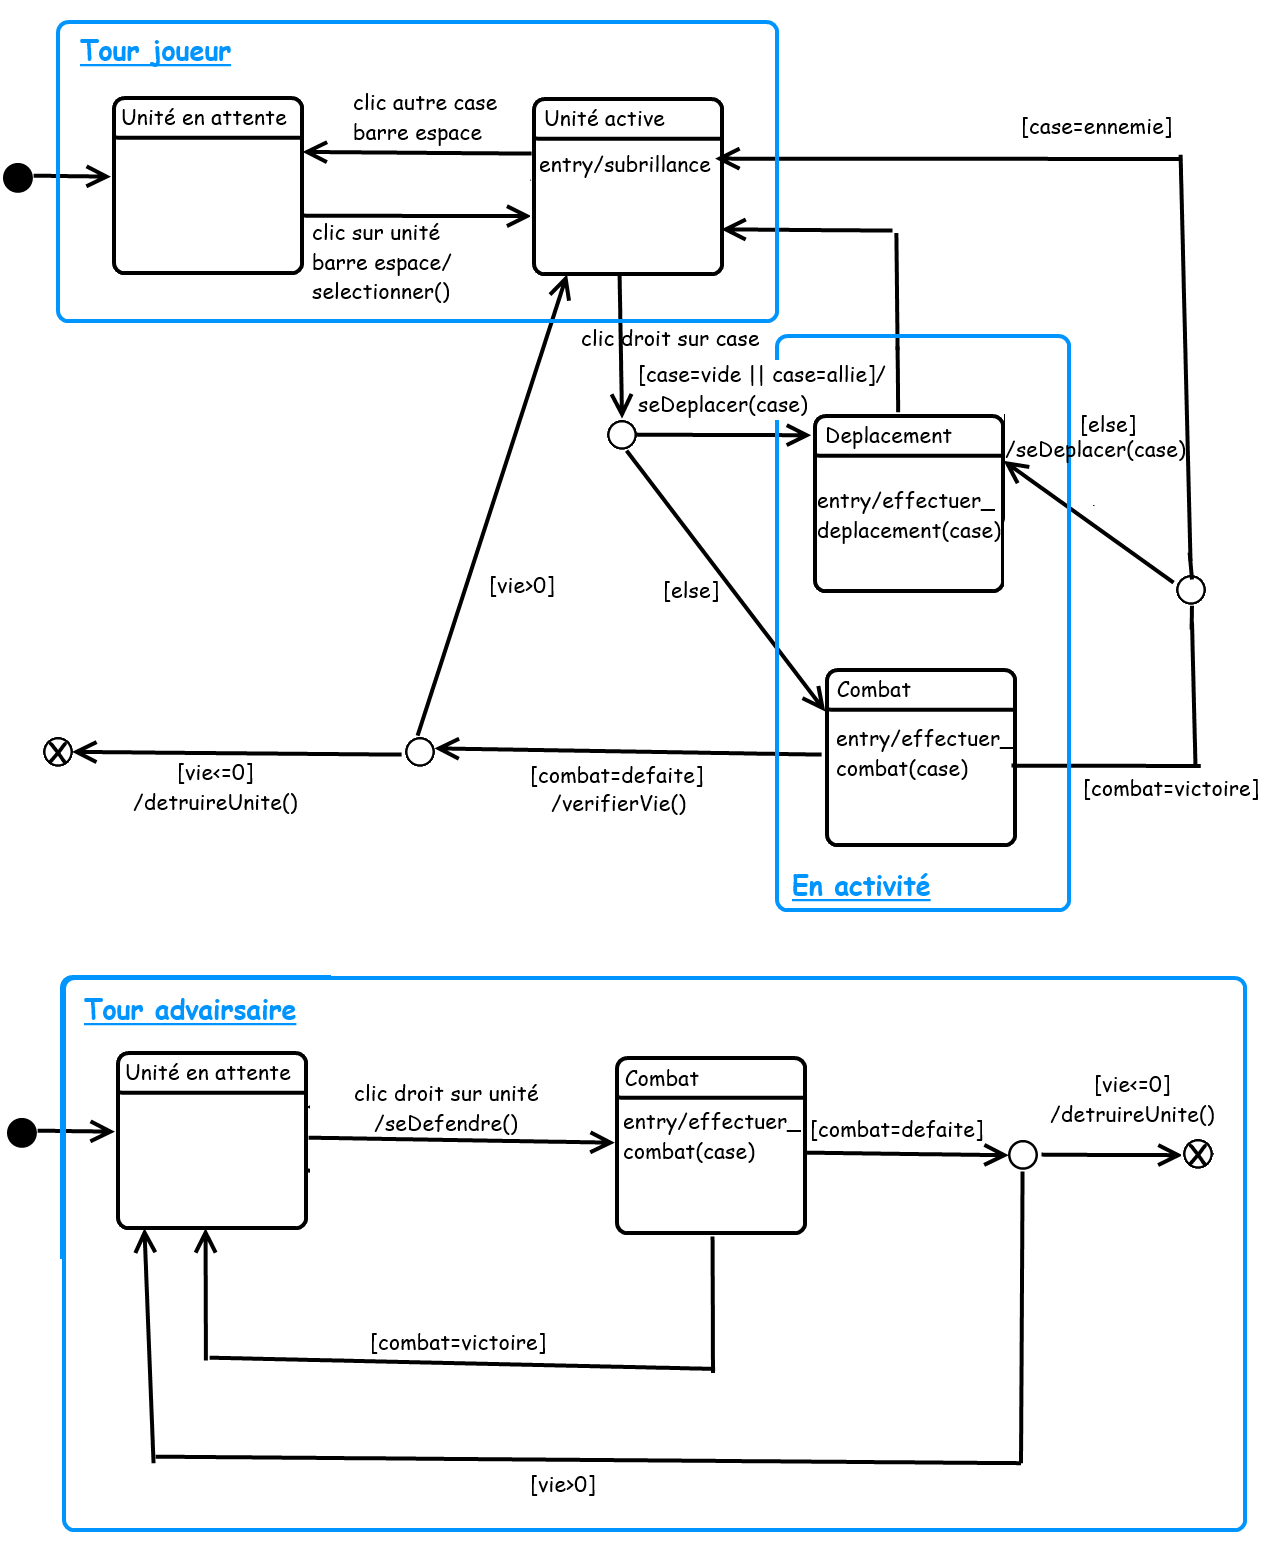 Tour joueur
clic autre case
barre espace
Unité en attente
Unité active
[case=ennemie]
entry/subrillance
clic sur unité
barre espace/
selectionner()
clic droit sur case
[case=vide || case=allie]/
seDeplacer(case)
Deplacement
[else]
/seDeplacer(case)
entry/effectuer_
deplacement(case)
[vie>0]
[else]
Combat
entry/effectuer_
combat(case)
[vie<=0]
/detruireUnite()
[combat=defaite]
/verifierVie()
[combat=victoire]
En activité
Tour advairsaire
Unité en attente
clic droit sur unité
/seDefendre()
Combat
entry/effectuer_
combat(case)
[combat=defaite]
[vie<=0]
/detruireUnite()
[combat=victoire]
[vie>0]